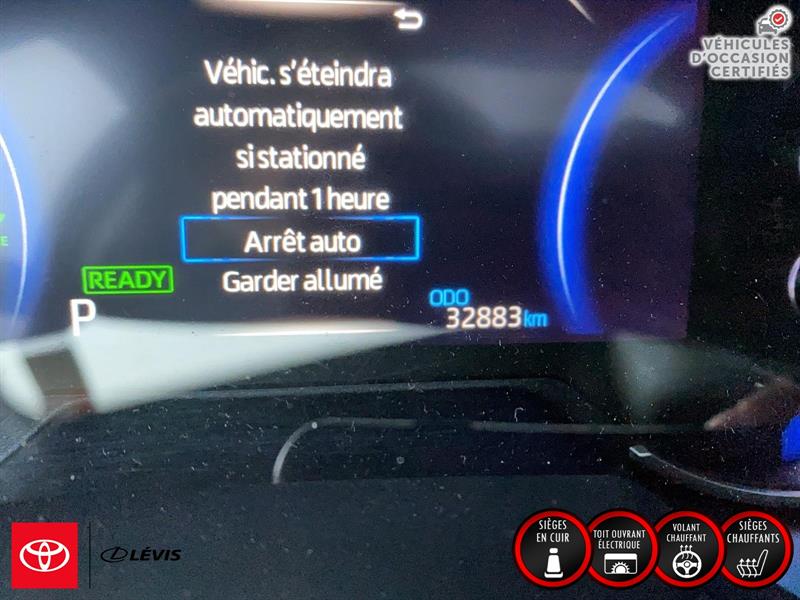 VÉHICULES
D'OCCASION
CERTIFIÉS
Véhic. s'éteindra
automatiquement
si stationné
pendant 1 heure
Arrêt auto
Garder allumé
READY
P
ODO
32883 km
LÉVIS
SIÈGES
EN CUIR
TOIT OUVRANT
ÉLECTRIQUE
VOLANT
CHAUFFANT
SIÈGES
CHAUFFANTS